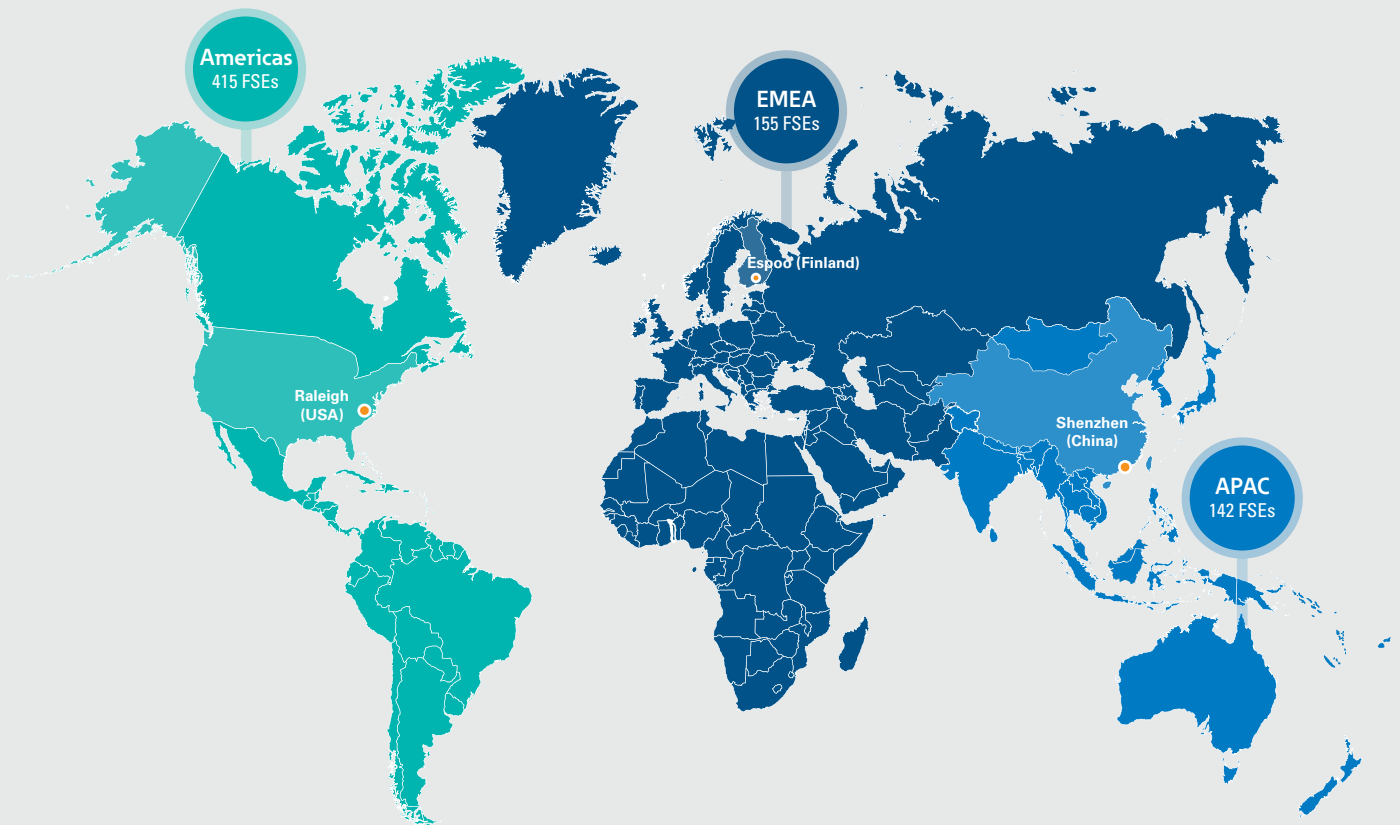 Americas
415 FSEs
EMEA
155 FSEs
Espoo (Finland)
Raleigh
(USA)
Shenzhen
(China)
APAC
142 FSEs